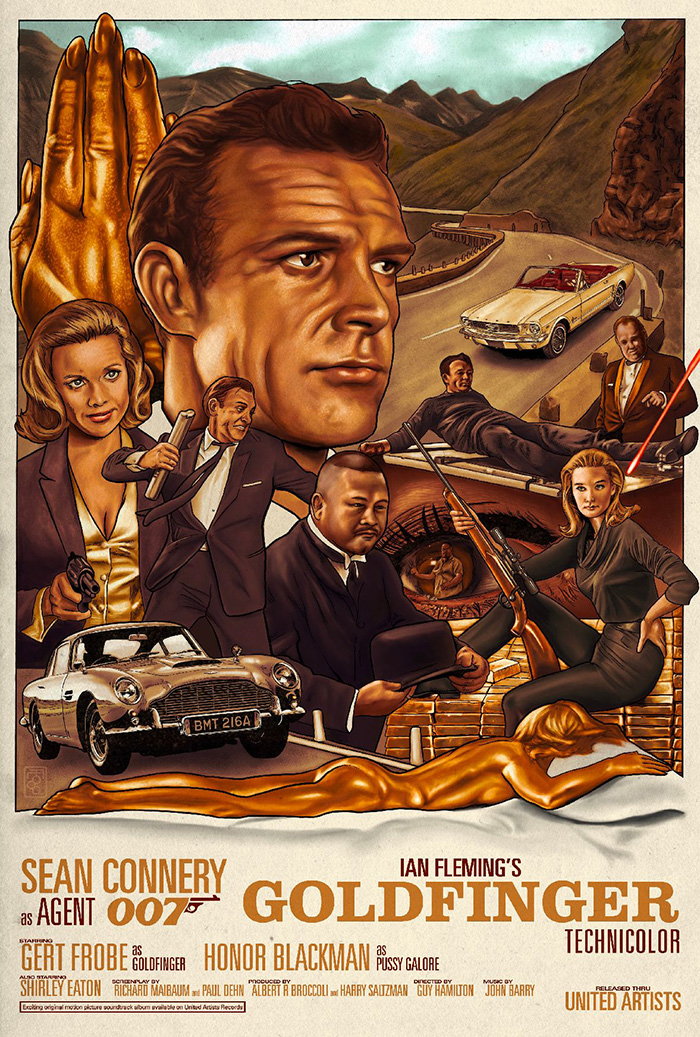 BMT 216A
SEAN CONNERY
as AGENT 007
IAN FLEMING'S
GOLDFINGER
TECHNICOLOR
STARRING
GERT FROBE as GOLDFINGER HONOR BLACKMAN as PUSSY GALORE
ALSO STARRING SCREENPLAY BY PRODUCED BY DIRECTED BY MUSIC BY
SHIRLEY EATON RICHARD MAIBAUM and PAUL DEHN ALBERT R BROCCOLI and HARRY SALTZMAN GUY HAMILTON JOHN BARRY
RELEASED THRU
UNITED ARTISTS
Exciting original motion picture soundtrack album available on United Artists Records